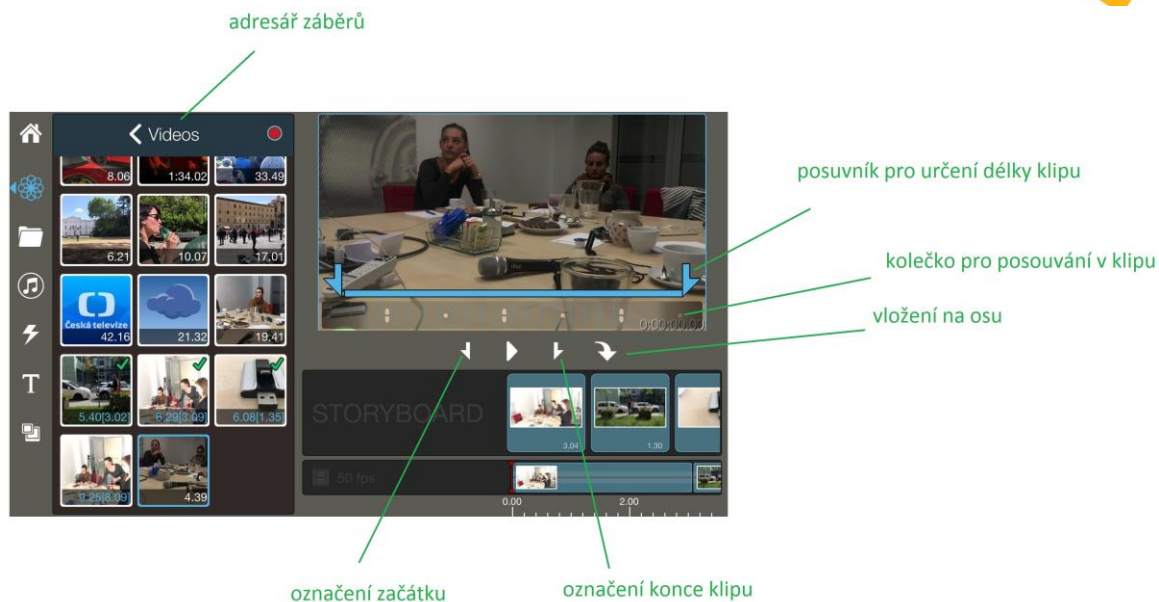 adresář záběrů
Videos
8.06
1:34.02
33.49
6.21
10.07
17.01
Česká televize
42.16
21.32
19.41
5.40[3.02]
6.29[3.09]
6.08[1.35]
9.25[8.09]
4.39
T
posuvník pro určení délky klipu
kolečko pro posouvání v klipu
0:00:00.00
vložení na osu
STORYBOARD
3.04
1.30
50 fps
0.00
2.00
označení začátku
označení konce klipu